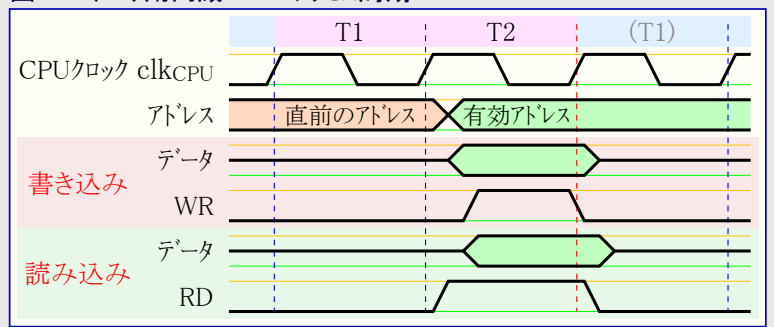 T1 T2 (T1)
CPUｸﾛｯｸ clkCPU
ｱﾄﾞﾚｽ 直前のｱﾄﾞﾚｽ 有効ｱﾄﾞﾚｽ
書き込み
ﾃﾞｰﾀ
WR
読み込み
ﾃﾞｰﾀ
RD